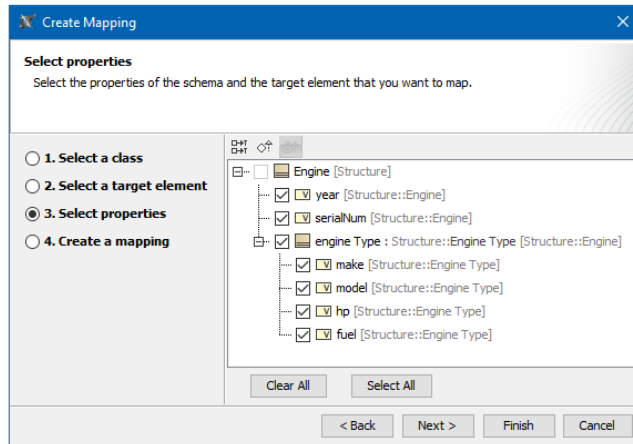 Create Mapping
Select properties
Select the properties of the schema and the target element that you want to map.
1. Select a class
2. Select a target element
3. Select properties
4. Create a mapping
Engine [Structure]
V year [Structure::Engine]
V serialNum [Structure::Engine]
engine Type : Structure::Engine Type [Structure::Engine]
V make [Structure::Engine Type]
V model [Structure::Engine Type]
V hp [Structure::Engine Type]
V fuel [Structure::Engine Type]
Clear All Select All
< Back Next > Finish Cancel